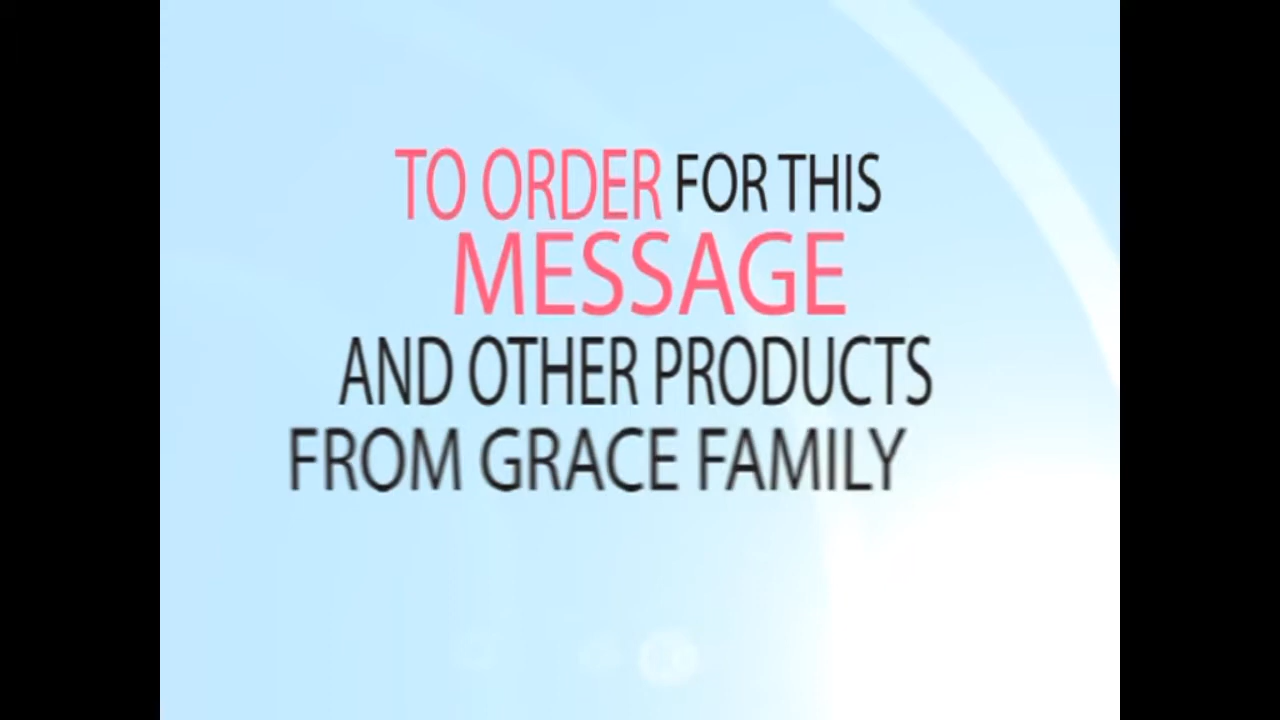 TO ORDER FOR THIS
MESSAGE
AND OTHER PRODUCTS
FROM GRACE FAMILY